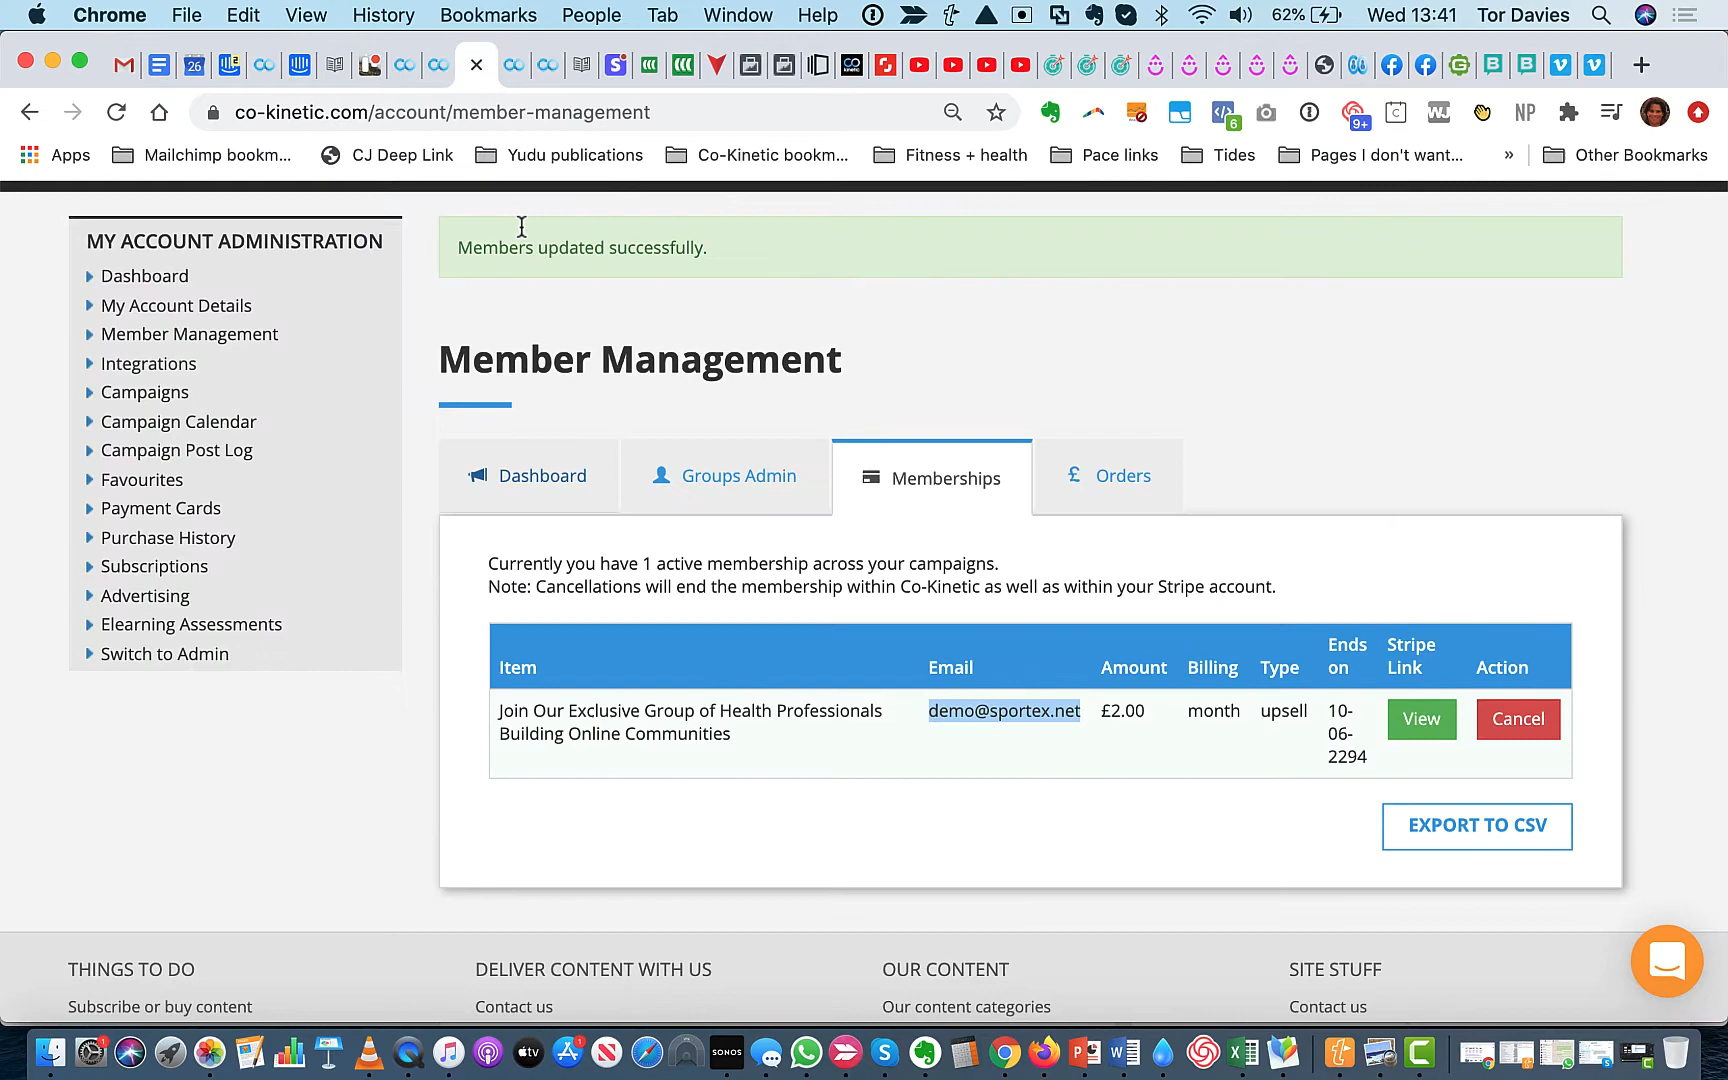 Chrome File Edit View History Bookmarks People Tab Window Help 62% Wed 13:41 Tor Davies
26
co-kinetic.com/account/member-management
6 9+ NP
Apps Mailchimp bookm... CJ Deep Link Yudu publications Co-Kinetic bookm... Fitness + health Pace links Tides Pages I don't want... » Other Bookmarks
MY ACCOUNT ADMINISTRATION
Dashboard
My Account Details
Member Management
Integrations
Campaigns
Campaign Calendar
Campaign Post Log
Favourites
Payment Cards
Purchase History
Subscriptions
Advertising
Elearning Assessments
Switch to Admin
Members updated successfully.
Member Management
Dashboard Groups Admin Memberships £ Orders
Currently you have 1 active membership across your campaigns.
Note: Cancellations will end the membership within Co-Kinetic as well as within your Stripe account.
Item Email Amount Billing Type Ends on Stripe Link Action
Join Our Exclusive Group of Health Professionals demo@sportex.net £2.00 month upsell 10- View Cancel
Building Online Communities 06-
2294
EXPORT TO CSV
THINGS TO DO DELIVER CONTENT WITH US OUR CONTENT SITE STUFF
Subscribe or buy content Contact us Our content categories Contact us
tv SONOS